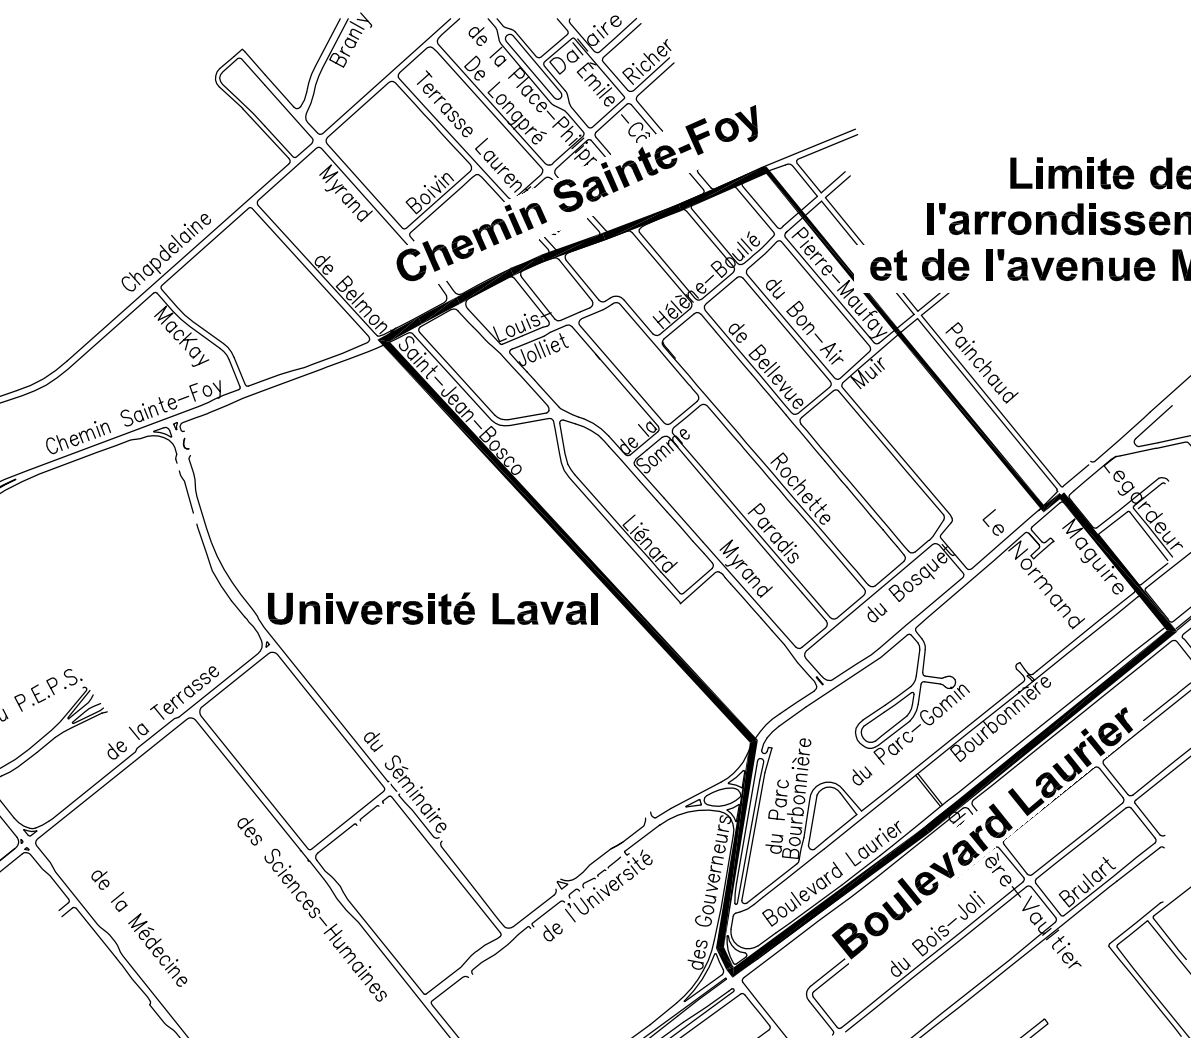 Branly
de la Place-Philipp
Dallaire
Émile-Cô
Richer
De Longpré
Terrasse Lauren
Boivin
Myrand
Chemin Sainte-Foy
Limite de
l'arrondissem
et de l'avenue M
Chapdelaine
de Belmon
MacKay
Chemin Sainte-Foy
Louis-
Jolliet
Saint-Jean-Bosco
Hélène-Boullé
Pierre-Maufay
du Bon-Air
de Bellevue
Muir
Painchaud
de la
Somme
Rochette
Paradis
Liénard
Myrand
Legardeur
Le Normand
Maguire
du Bosquet
Université Laval
u P.E.P.S.
de la Terrasse
du Séminaire
des Sciences-Humaines
de la Médecine
de l'Université
des Gouverneurs
du Parc
Bourbonnière
du Parc-Gomin
Bourbonnière
Boulevard Laurier
Boulevard Laurier
ère-Vaultier
Brulart
du Bois-Joli